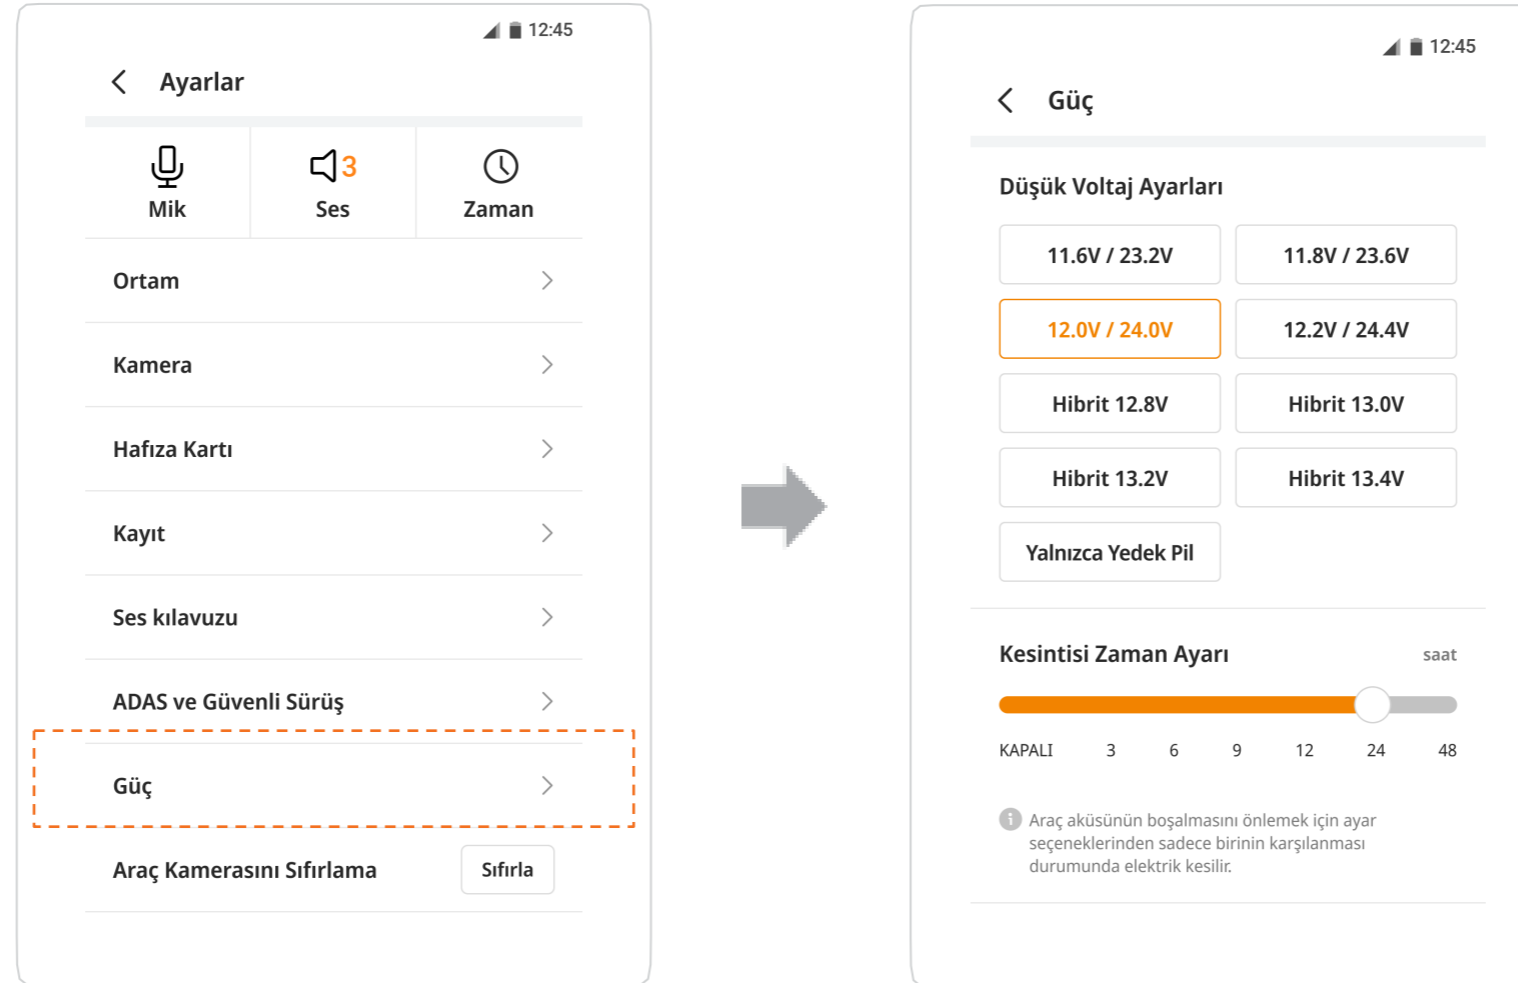 12:45
Ayarlar
3
Mik
Ses
Zaman
Ortam
Kamera
Hafıza Kartı
Kayıt
Ses kılavuzu
ADAS ve Güvenli Sürüş
Güç
Araç Kamerasını Sıfırlama
Sıfırla
12:45
Güç
Düşük Voltaj Ayarları
11.6V / 23.2V
11.8V / 23.6V
12.0V / 24.0V
12.2V / 24.4V
Hibrit 12.8V
Hibrit 13.0V
Hibrit 13.2V
Hibrit 13.4V
Yalnızca Yedek Pil
Kesintisi Zaman Ayarı
saat
KAPALI 3 6 9 12 24 48
Araç aküsünün boşalmasını önlemek için ayar
seçeneklerinden sadece birinin karşılanması
durumunda elektrik kesilir.